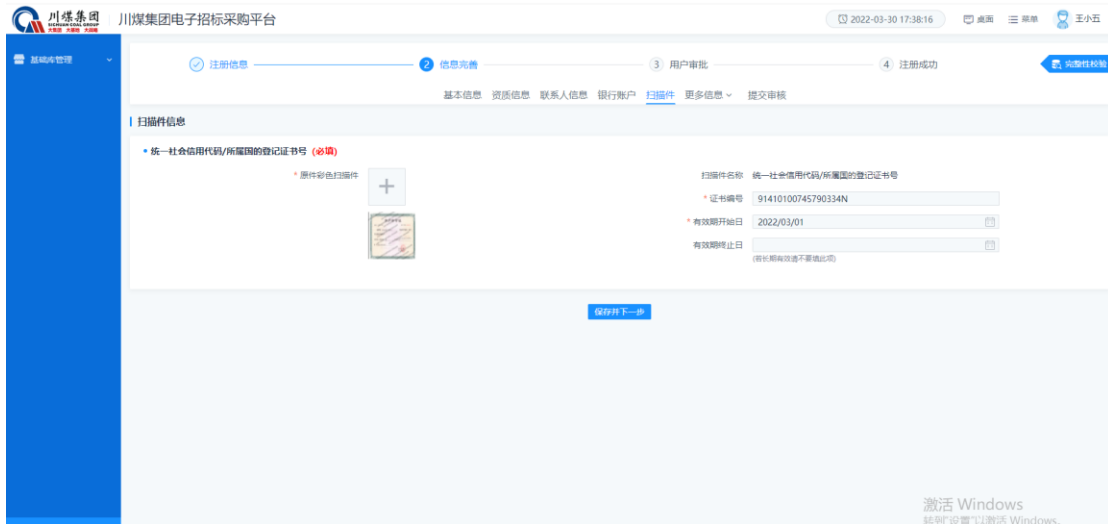 川煤集团
SICHUAN COAL GROUP
大集团 大基地 大战略
川煤集团电子招标采购平台
2022-03-30 17:38:16
桌面
菜单
王小五
基础库管理
注册信息
2 信息完善
3 用户审批
4 注册成功
完整性校验
基本信息 资质信息 联系人信息 银行账户 扫描件 更多信息 提交审核
扫描件信息
统一社会信用代码/所属国的登记证书号 (必填)
* 原件彩色扫描件
扫描件名称 统一社会信用代码/所属国的登记证书号
* 证书编号 91410100745790334N
* 有效期开始日 2022/03/01
有效期终止日
(若长期有效请不要填此项)
保存并下一步
激活 Windows
转到"设置"以激活 Windows。